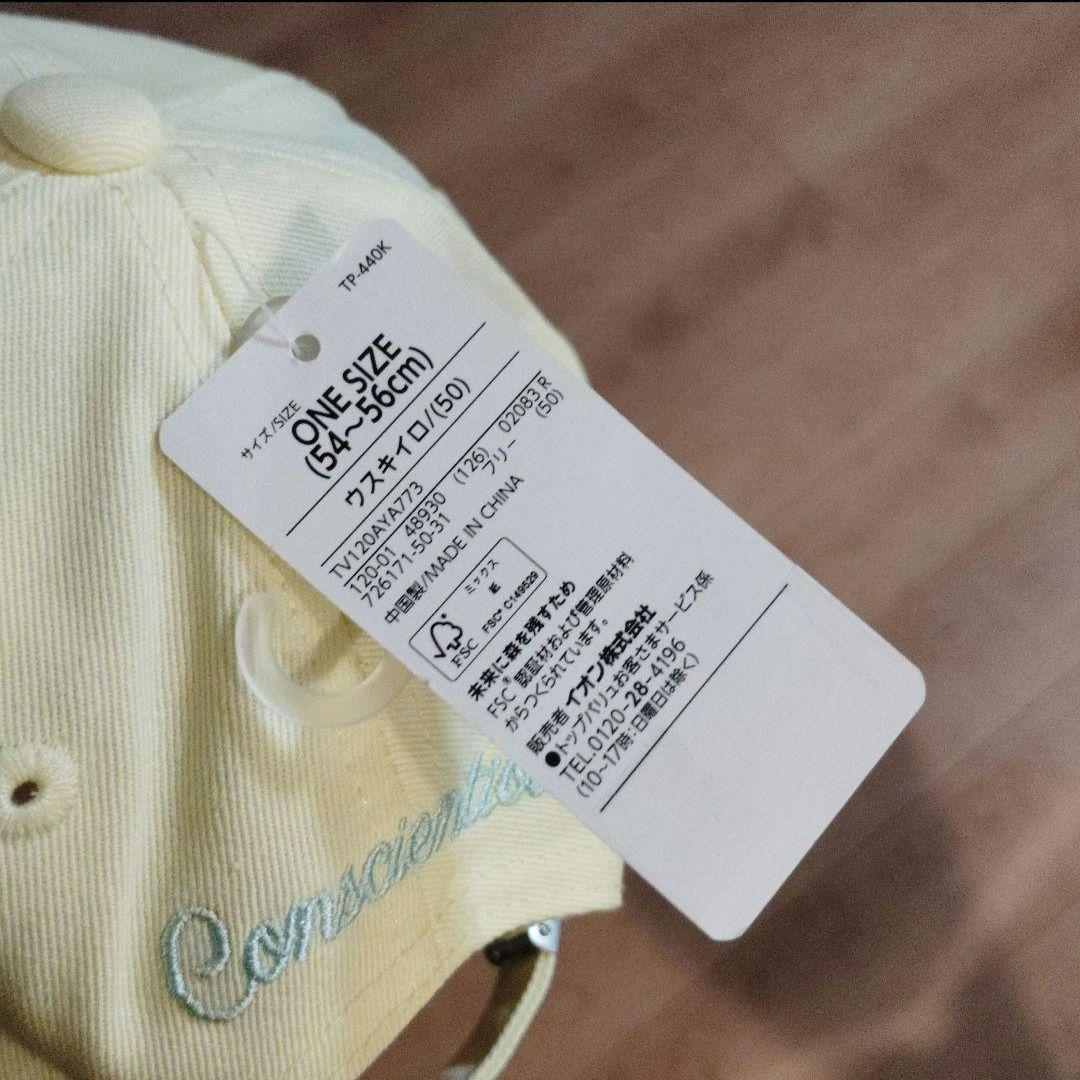 TP-440K
サイズ/SIZE
ONE SIZE
(54〜56cm)
ウスキイロ/(50)
TV120AYA773
120-01 48930 (126) 02083 R
726171-50-31 フリー (50)
中国製/MADE IN CHINA
ミックス
紙
FSC
FSC® C149529
未来に森を残すため
FSC®認証材および管理原材料
からつくられています。
販売者 イオン株式会社
●トップバリュお客さまサービス係
TEL.0120-28-4196
(10~17時:日曜日は除く)